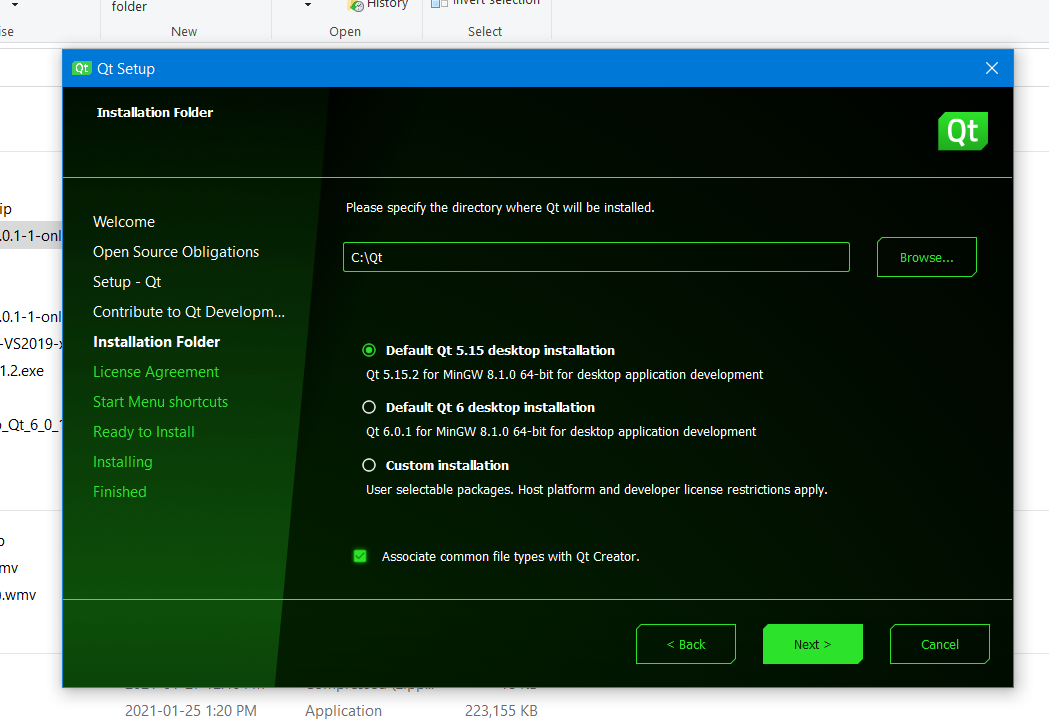 folder
History
Invert selection
ise
New
Open
Select
Qt Qt Setup
Installation Folder
Qt
Please specify the directory where Qt will be installed.
C:\Qt
Browse...
Welcome
Open Source Obligations
Setup - Qt
Contribute to Qt Developm...
Installation Folder
License Agreement
Start Menu shortcuts
Ready to Install
Installing
Finished
Default Qt 5.15 desktop installation
Qt 5.15.2 for MinGW 8.1.0 64-bit for desktop application development
Default Qt 6 desktop installation
Qt 6.0.1 for MinGW 8.1.0 64-bit for desktop application development
Custom installation
User selectable packages. Host platform and developer license restrictions apply.
Associate common file types with Qt Creator.
< Back
Next >
Cancel
ip
.0.1-1-onl
.0.1-1-onl
-VS2019-x
1.2.exe
_Qt_6_0_
mv
).wmv
2021-01-25 1:20 PM
Application
223,155 KB